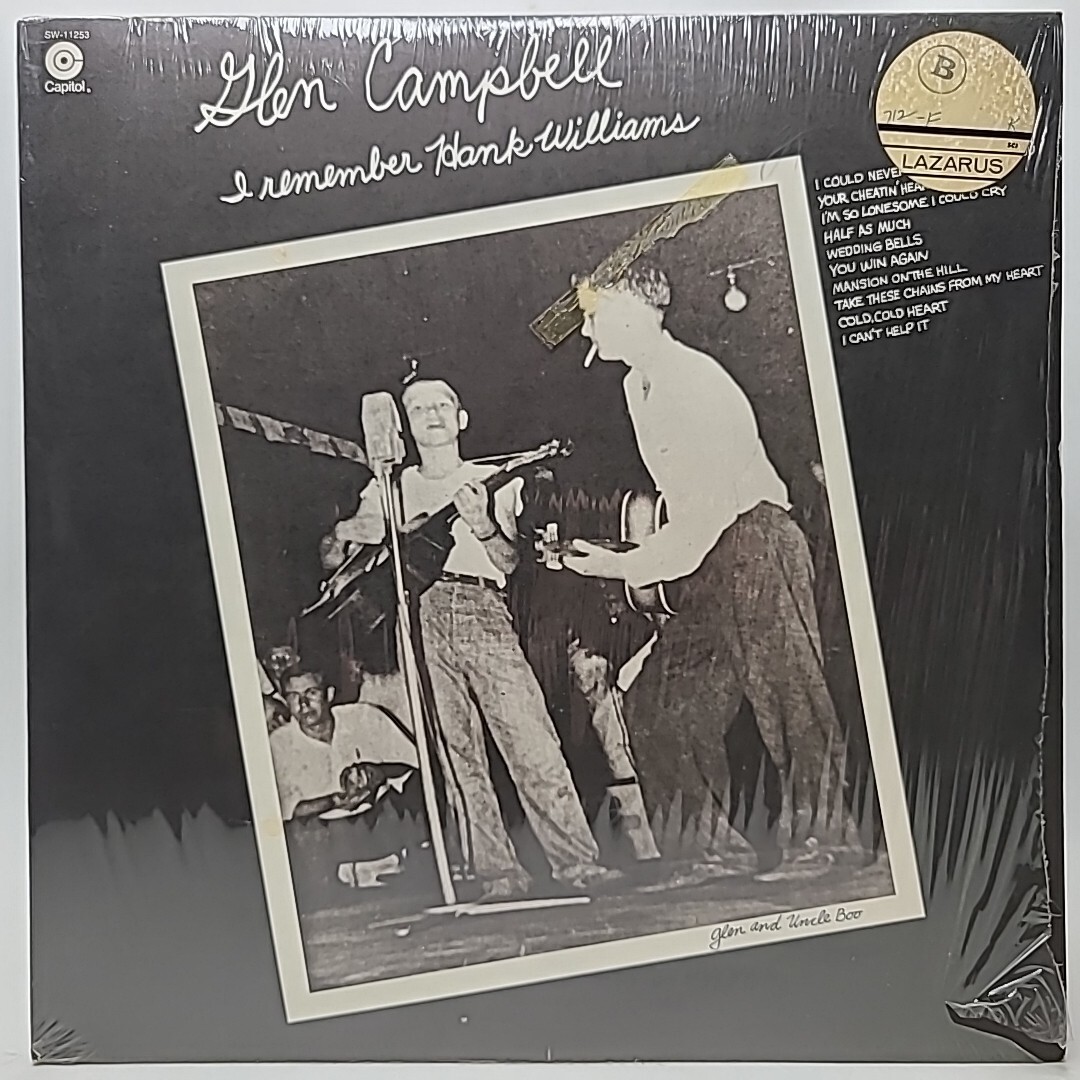 SW-11253
Capitol®
Glen Campbell
I remember Hank Williams
B
712-K
K
SCI
LAZARUS
I COULD NEVER
YOUR CHEATIN' HEA
I'M SO LONESOME, I COULD CRY
HALF AS MUCH
WEDDING BELLS
YOU WIN AGAIN
MANSION ON THE HILL
TAKE THESE CHAINS FROM MY HEART
COLD, COLD HEART
I CAN'T HELP IT
glen and Uncle Boo